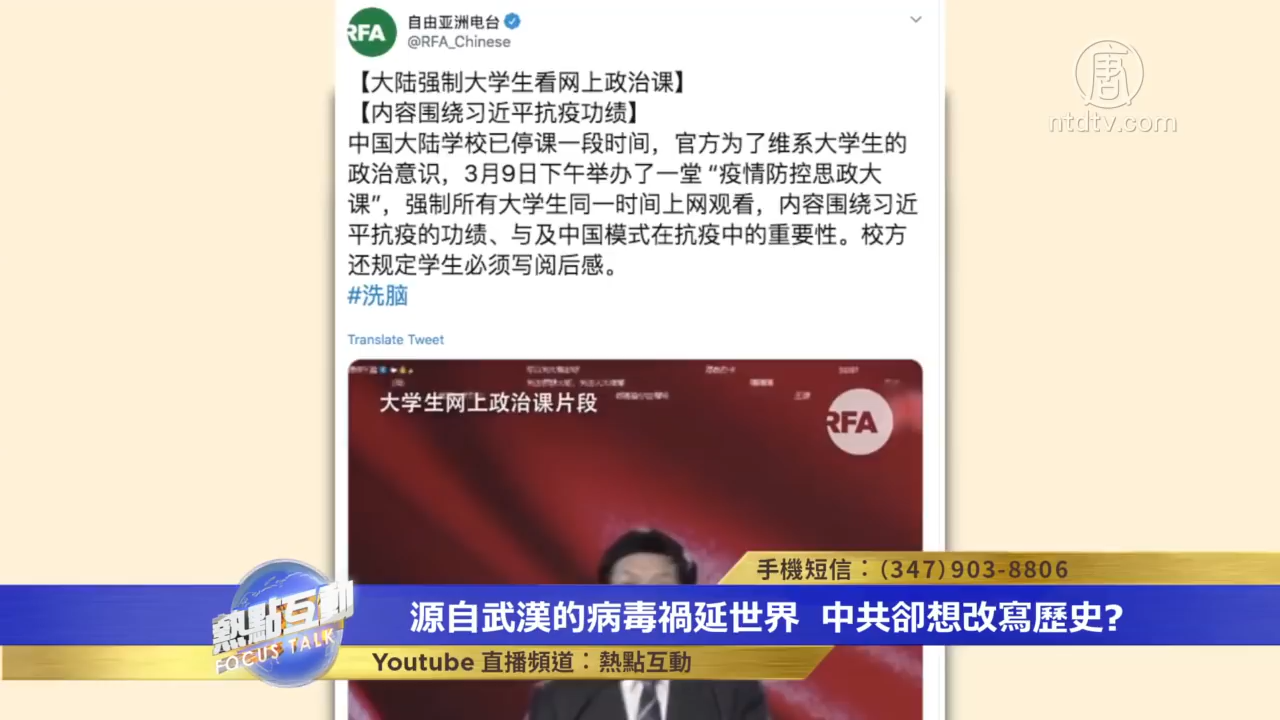 RFA
自由亚洲电台
@RFA_Chinese
唐
ntdtv.com
【大陆强制大学生看网上政治课】
【内容围绕习近平抗疫功绩】
中国大陆学校已停课一段时间，官方为了维系大学生的
政治意识，3月9日下午举办了一堂 “疫情防控思政大
课”，强制所有大学生同一时间上网观看，内容围绕习近
平抗疫的功绩、与及中国模式在抗疫中的重要性。校方
还规定学生必须写阅后感。
#洗脑
Translate Tweet
大学生网上政治课片段
RFA
手機短信：(347)903-8806
熱點互動
FOCUS TALK
源自武漢的病毒禍延世界 中共卻想改寫歷史?
Youtube 直播頻道：熱點互動